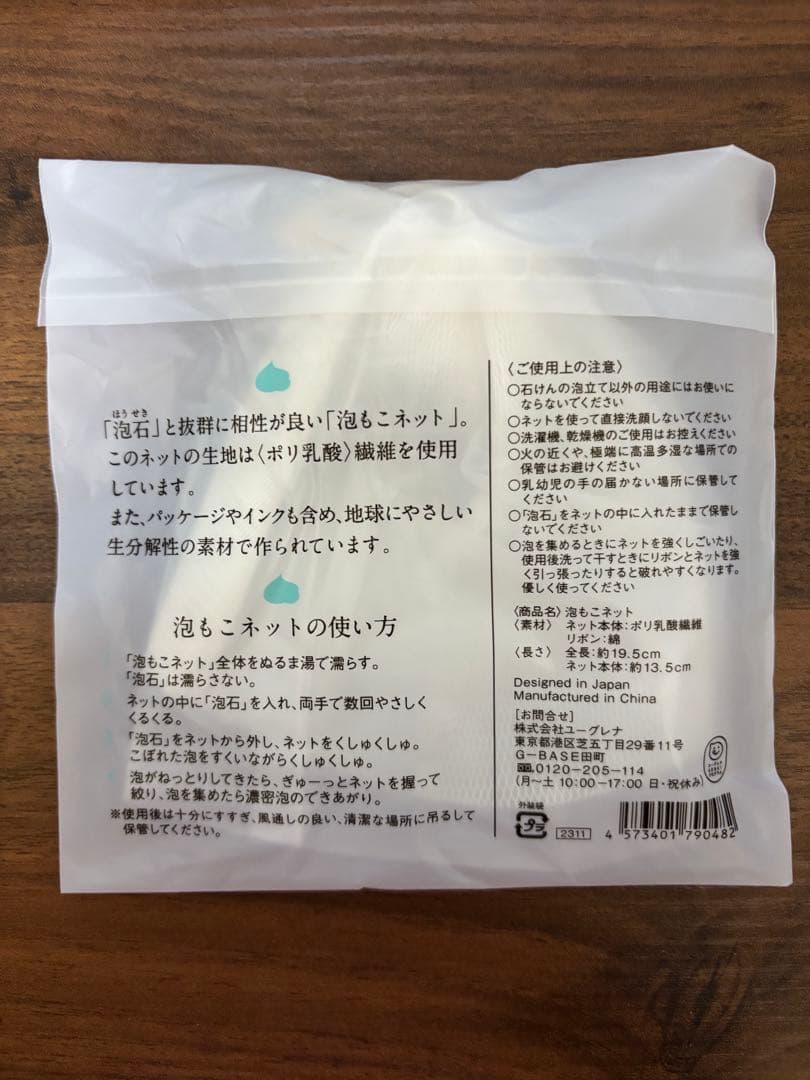 ほうせき
「泡石」と抜群に相性が良い「泡もこネット」。
このネットの生地は〈ポリ乳酸〉繊維を使用
しています。
また、パッケージやインクも含め、地球にやさしい
生分解性の素材で作られています。
泡もこネットの使い方
「泡もこネット」全体をぬるま湯で濡らす。
「泡石」は濡らさない。
ネットの中に「泡石」を入れ、両手で数回やさしく
くるくる。
「泡石」をネットから外し、ネットをくしゅくしゅ。
こぼれた泡をすくいながらくしゅくしゅ。
泡がねっとりしてきたら、ぎゅーっとネットを握って
絞り、泡を集めたら濃密泡のできあがり。
※使用後は十分にすすぎ、風通しの良い、清潔な場所に吊るして
保管してください。
〈ご使用上の注意〉
○石けんの泡立て以外の用途にはお使いに
ならないでください
○ネットを使って直接洗顔しないでください
○洗濯機、乾燥機のご使用はお控えください
○火の近くや、極端に高温多湿な場所での
保管はお避けください
○乳幼児の手の届かない場所に保管して
ください
○「泡石」をネットの中に入れたままで保管し
ないでください
○泡を集めるときにネットを強くしごいたり、
使用後洗って干すときにリボンとネットを強
く引っ張ったりすると破れやすくなります。
優しく使ってください
〈商品名〉 泡もこネット
〈素材〉 ネット本体：ポリ乳酸繊維
リボン：綿
〈長さ〉 全長：約19.5cm
ネット本体：約13.5cm
Designed in Japan
Manufactured in China
[お問合せ]
株式会社ユーグレナ
東京都港区芝五丁目29番11号
G-BASE田町
0120-205-114
(月～土 10:00-17:00 日・祝休み)
外装袋
プラ
2311
4 573401 790482